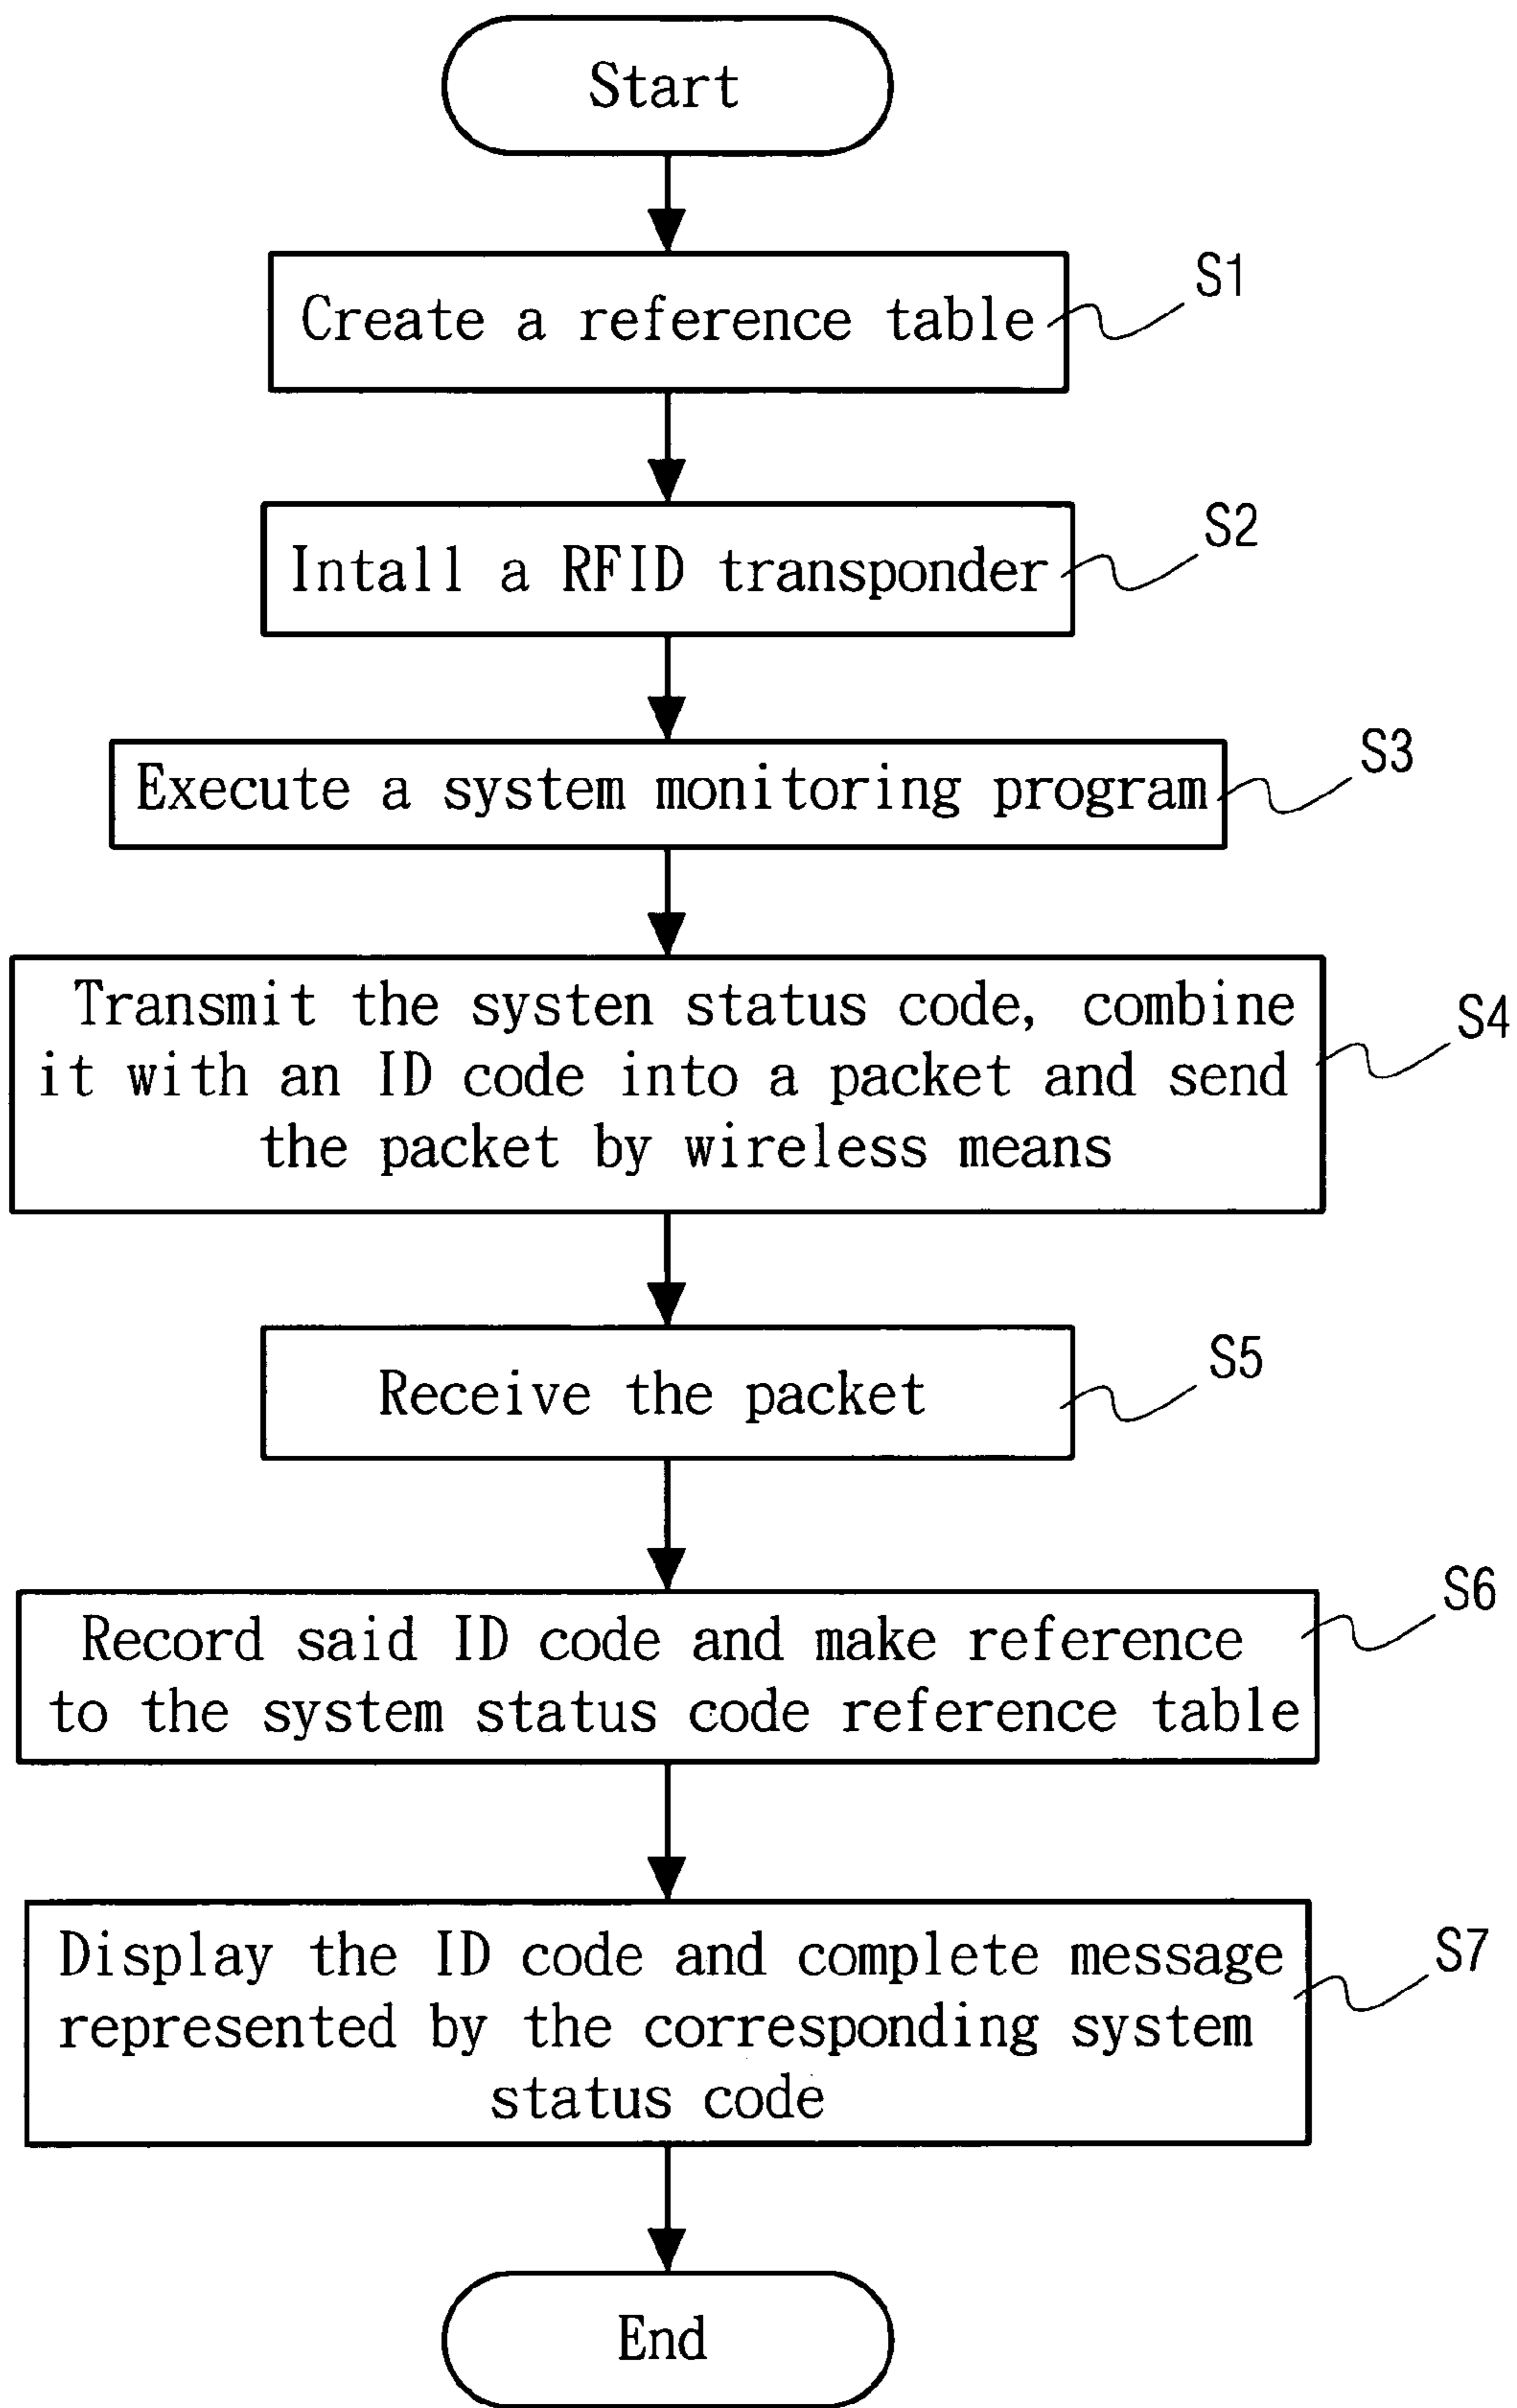 Start
Create a reference table
S1
Intall a RFID transponder
S2
Execute a system monitoring program
S3
Transmit the systen status code, combine
it with an ID code into a packet and send
the packet by wireless means
S4
Receive the packet
S5
Record said ID code and make reference
to the system status code reference table
S6
Display the ID code and complete message
represented by the corresponding system
status code
S7
End